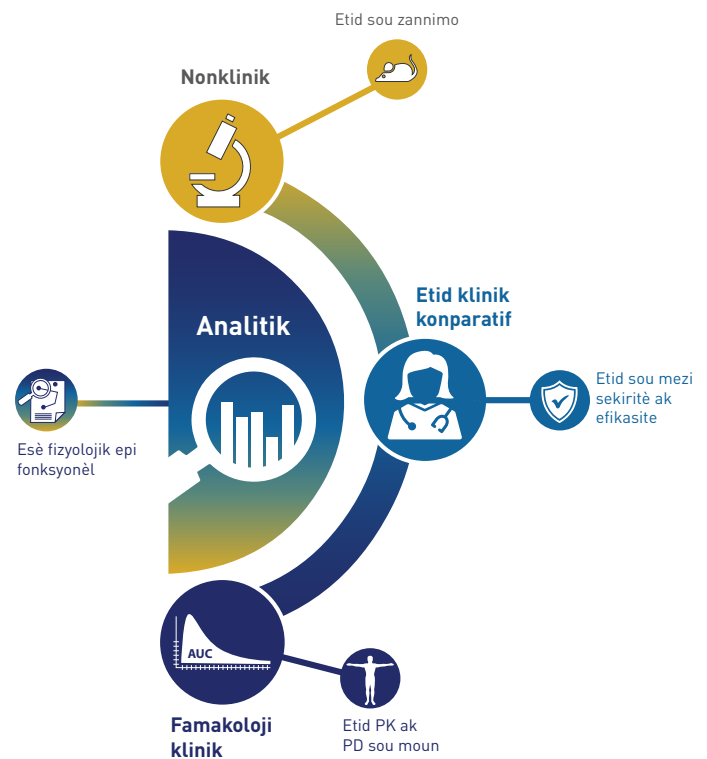 Etid sou zannimo
Nonklinik
Etid klinik
konparatif
Analitik
Etid sou mezi
sekiritè ak
efikasite
Esè fizyolojik epi
fonksyonèl
AUC
Famakoloji
klinik
Etid PK ak
PD sou moun